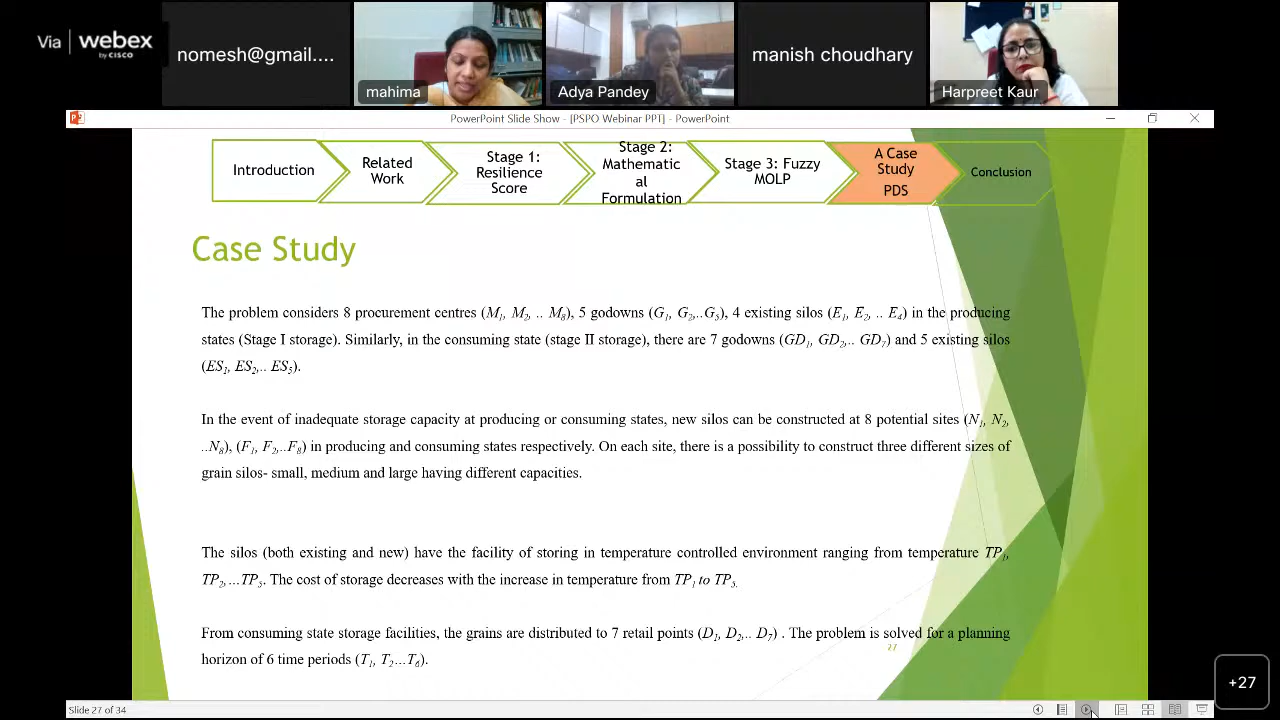 Via webex
by CISCO
nomesh@gmail....
mahima
Adya Pandey
manish choudhary
Harpreet Kaur
PowerPoint Slide Show - [PSPO Webinar PPT] - PowerPoint
Introduction
Related
Work
Stage 1:
Resilience
Score
Stage 2:
Mathematic
al
Formulation
Stage 3: Fuzzy
MOLP
A Case
Study
PDS
Conclusion
Case Study
The problem considers 8 procurement centres (M1, M2, .. M8), 5 godowns (G1, G2,..G5), 4 existing silos (E1, E2, .. E4) in the producing
states (Stage I storage). Similarly, in the consuming state (stage II storage), there are 7 godowns (GD1, GD2,.. GD7) and 5 existing silos
(ES1, ES2,.. ES5).
In the event of inadequate storage capacity at producing or consuming states, new silos can be constructed at 8 potential sites (N1, N2,
..N8), (F1, F2,..F8) in producing and consuming states respectively. On each site, there is a possibility to construct three different sizes of
grain silos- small, medium and large having different capacities.
The silos (both existing and new) have the facility of storing in temperature controlled environment ranging from temperature TP1,
TP2,...TP5. The cost of storage decreases with the increase in temperature from TP1 to TP5.
From consuming state storage facilities, the grains are distributed to 7 retail points (D1, D2,.. D7) . The problem is solved for a planning
horizon of 6 time periods (T1, T2...T6).
27
+27
Slide 27 of 34